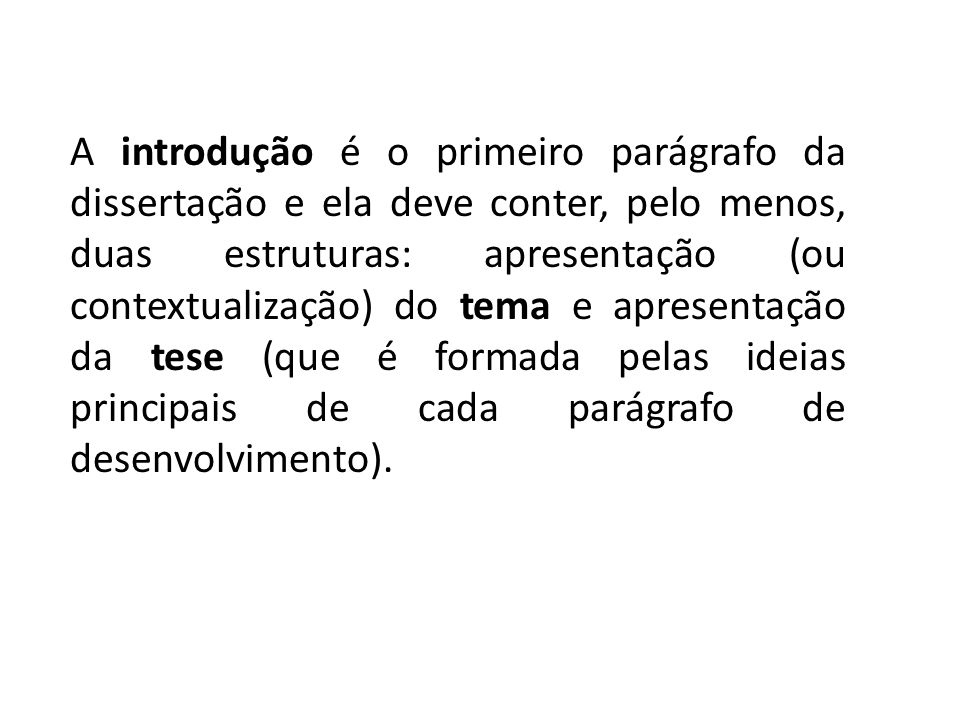 A introdução é o primeiro parágrafo da
dissertação e ela deve conter, pelo menos,
duas estruturas: apresentação (ou
contextualização) do tema e apresentação
da tese (que é formada pelas ideias
principais de cada parágrafo de
desenvolvimento).